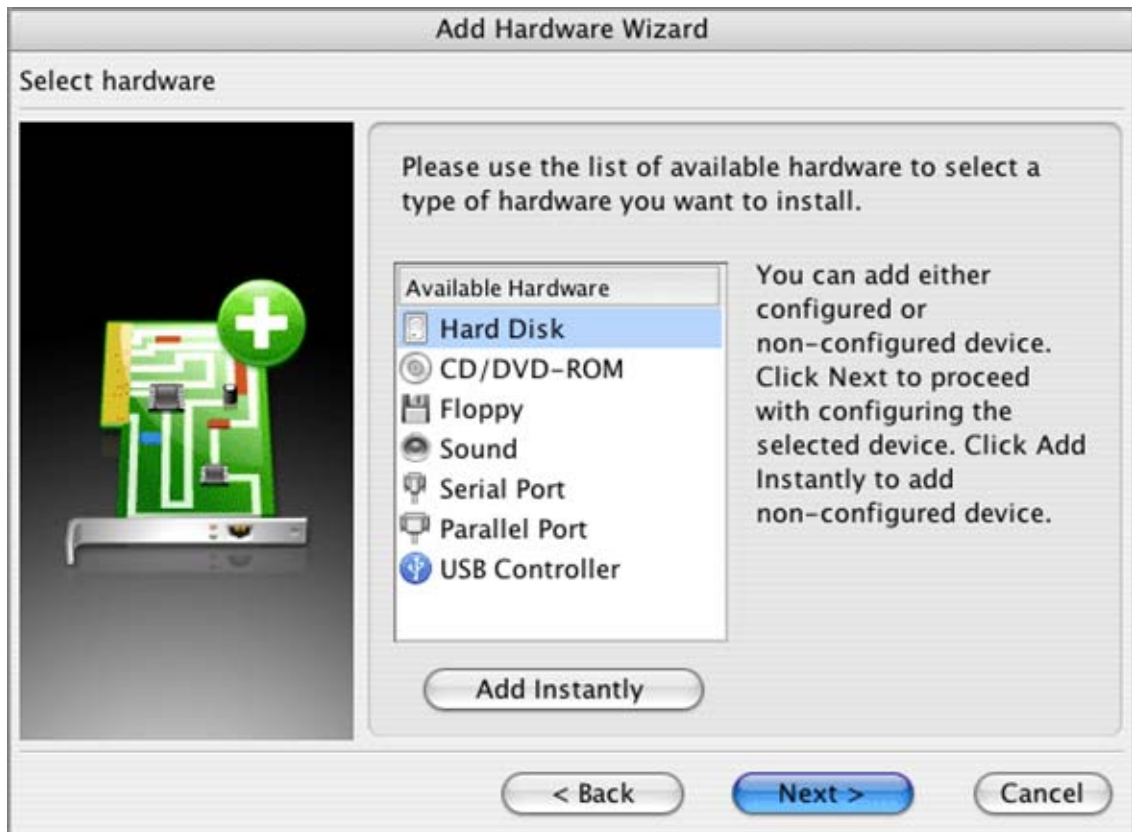 Add Hardware Wizard
Select hardware
Please use the list of available hardware to select a
type of hardware you want to install.
Available Hardware
Hard Disk
CD/DVD-ROM
Floppy
Sound
Serial Port
Parallel Port
USB Controller
You can add either
configured or
non-configured device.
Click Next to proceed
with configuring the
selected device. Click Add
Instantly to add
non-configured device.
Add Instantly
< Back
Next >
Cancel